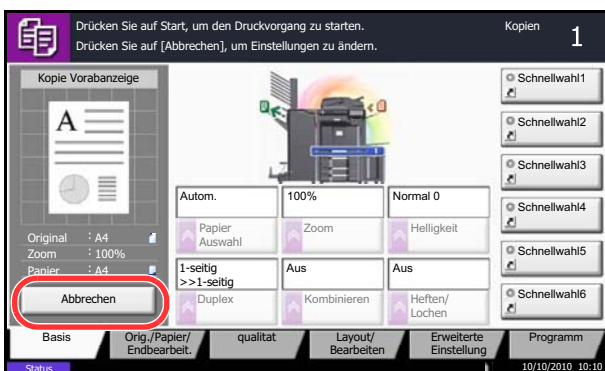 Drücken Sie auf Start, um den Druckvorgang zu starten.
Drücken Sie auf [Abbrechen], um Einstellungen zu ändern.
Kopien
1
Kopie Vorabanzeige
A
Original : A4
Zoom : 100%
Papier : A4
Abbrechen
Autom.
100%
Normal 0
Papier
Auswahl
Zoom
Helligkeit
1-seitig
>>1-seitig
Aus
Aus
Duplex
Kombinieren
Heften/
Lochen
Schnellwahl1
Schnellwahl2
Schnellwahl3
Schnellwahl4
Schnellwahl5
Schnellwahl6
Basis
Orig./Papier/
Endbearbeit.
qualitat
Layout/
Bearbeiten
Erweiterte
Einstellung
Programm
Status
10/10/2010 10:10